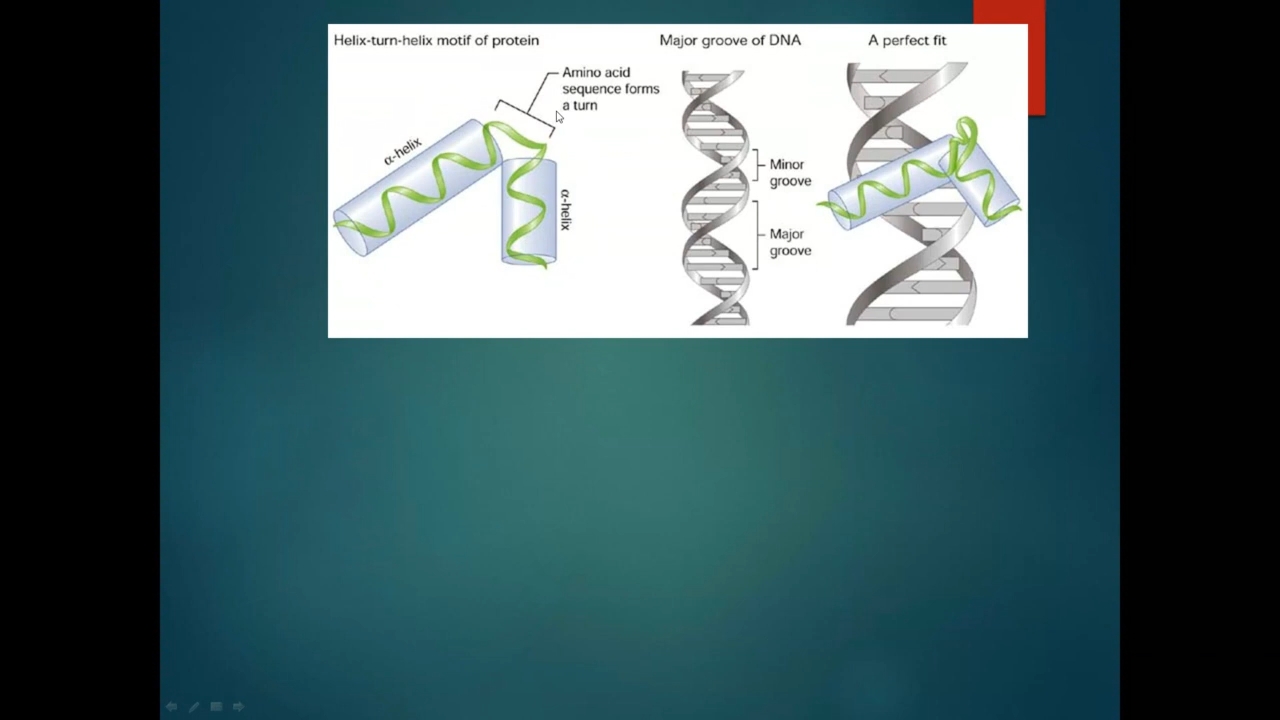 Helix-turn-helix motif of protein
Major groove of DNA
A perfect fit
Amino acid
sequence forms
a turn
α-helix
α-helix
Minor
groove
Major
groove